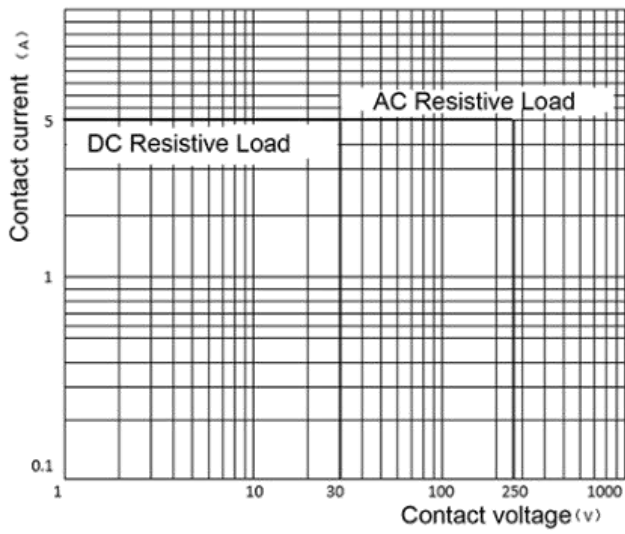 Contact current （A）
AC Resistive Load
5
DC Resistive Load
1
0.1
1 10 30 100 250 1000
Contact voltage（V）